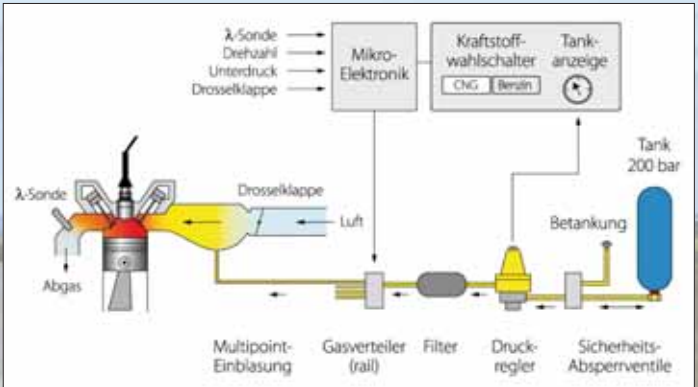 λ-Sonde
Drehzahl
Unterdruck
Drosselklappe
Mikro-
Elektronik
Kraftstoff-
wahlschalter
CNG Benzin
Tank-
anzeige
Tank
200 bar
λ-Sonde
Drosselklappe
Luft
Betankung
Abgas
Multipoint-
Einblasung
Gasverteiler
(rail)
Filter
Druck-
regler
Sicherheits-
Absperrventile